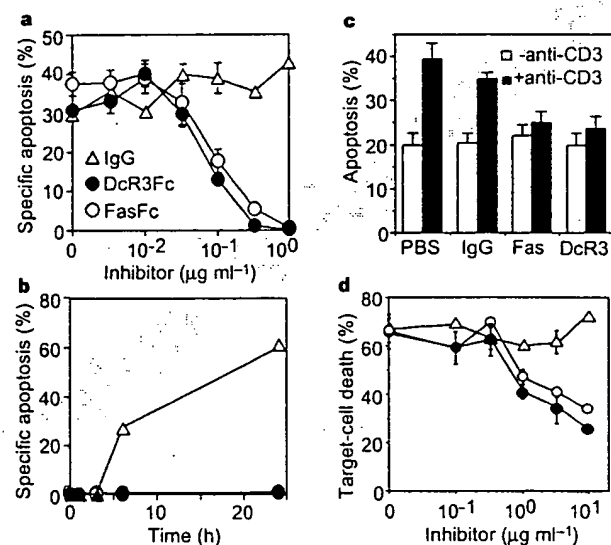 a
Specific apoptosis (%)
50
40
30
20
10
0
IgG
DcR3Fc
FasFc
0 10-2 10-1 100
Inhibitor (μg ml-1)
b
Specific apoptosis (%)
80
60
40
20
0
0 10 20
Time (h)
c
Apoptosis (%)
40
30
20
10
0
-anti-CD3
+anti-CD3
PBS IgG Fas DcR3
d
Target-cell death (%)
80
60
40
20
0 10-1 100 101
Inhibitor (μg ml-1)